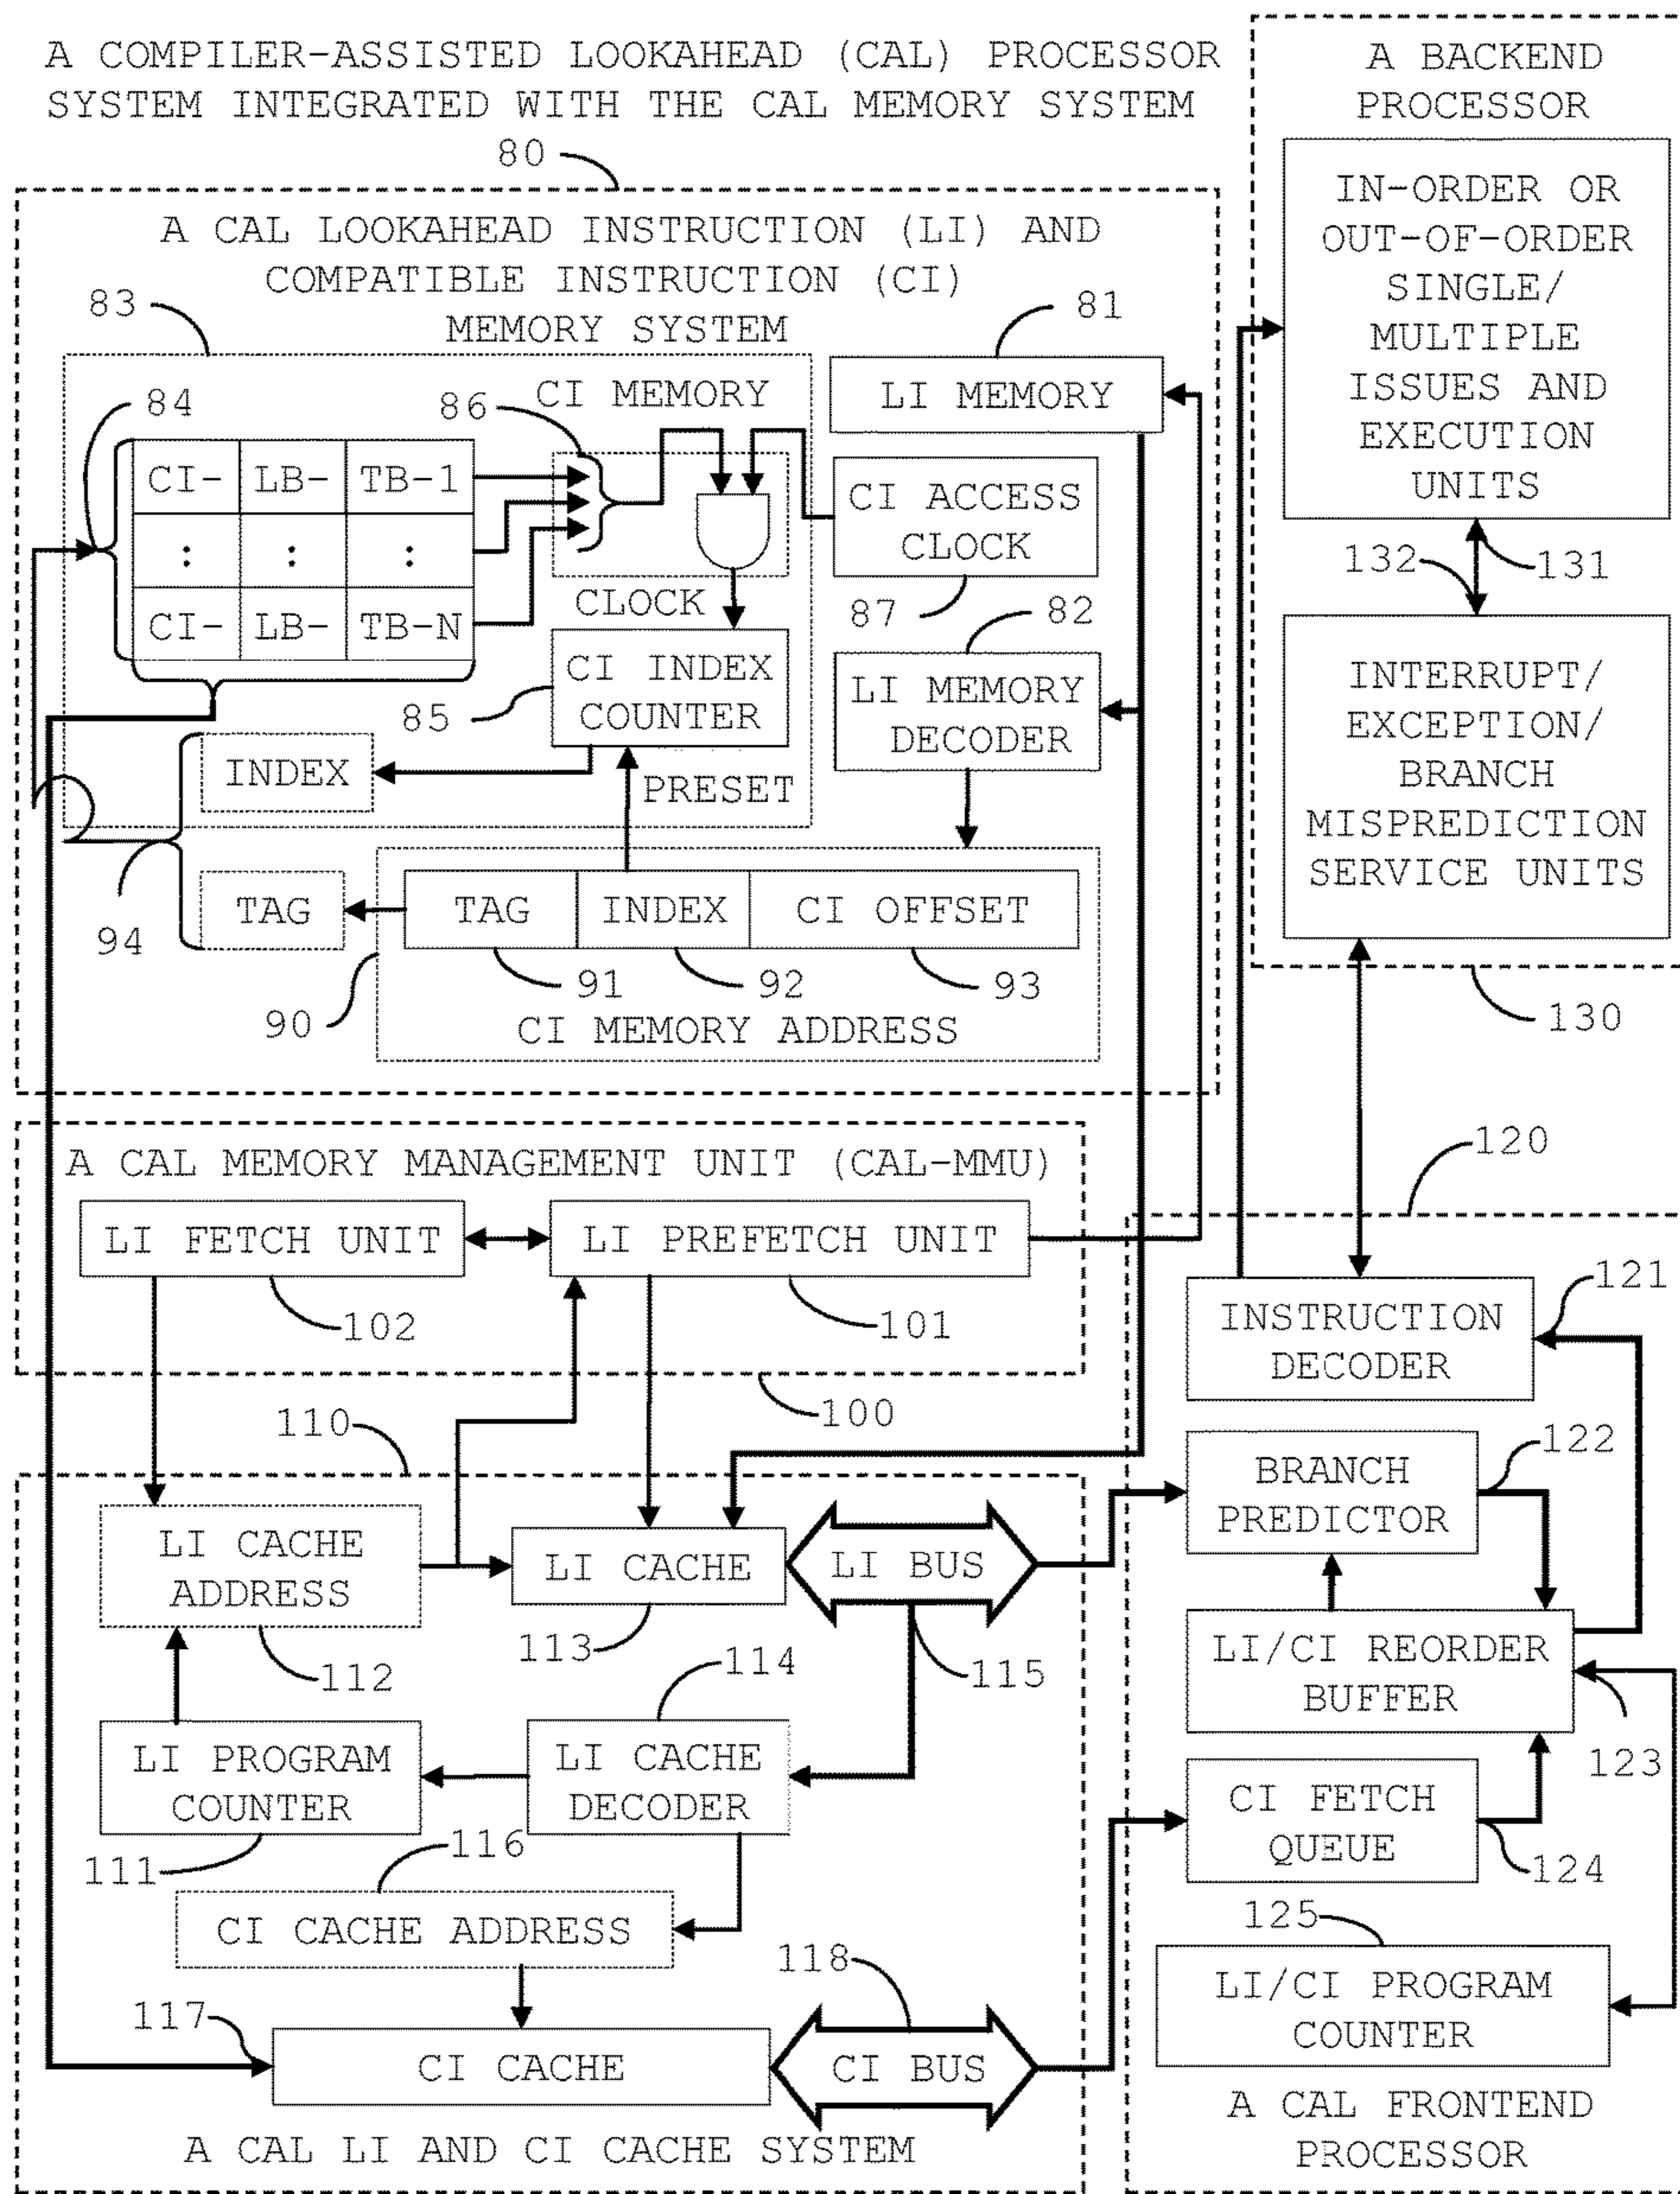 A COMPILER-ASSISTED LOOKAHEAD (CAL) PROCESSOR
SYSTEM INTEGRATED WITH THE CAL MEMORY SYSTEM
80
A CAL LOOKAHEAD INSTRUCTION (LI) AND
COMPATIBLE INSTRUCTION (CI)
MEMORY SYSTEM
83
81
LI MEMORY
CI MEMORY
84
86
CI- LB- TB-1
: : :
CI- LB- TB-N
CI ACCESS
CLOCK
87
CLOCK
82
CI INDEX
COUNTER
85
LI MEMORY
DECODER
INDEX
PRESET
94
TAG
TAG INDEX CI OFFSET
91
92
93
90
CI MEMORY ADDRESS
A BACKEND
PROCESSOR
IN-ORDER OR
OUT-OF-ORDER
SINGLE/
MULTIPLE
ISSUES AND
EXECUTION
UNITS
132
131
INTERRUPT/
EXCEPTION/
BRANCH
MISPREDICTION
SERVICE UNITS
130
A CAL MEMORY MANAGEMENT UNIT (CAL-MMU)
LI FETCH UNIT
LI PREFETCH UNIT
102
101
100
110
LI CACHE
ADDRESS
112
LI CACHE
113
LI BUS
115
114
LI PROGRAM
COUNTER
111
LI CACHE
DECODER
116
CI CACHE ADDRESS
118
117
CI CACHE
CI BUS
A CAL LI AND CI CACHE SYSTEM
120
121
INSTRUCTION
DECODER
122
BRANCH
PREDICTOR
LI/CI REORDER
BUFFER
123
CI FETCH
QUEUE
124
125
LI/CI PROGRAM
COUNTER
A CAL FRONTEND
PROCESSOR